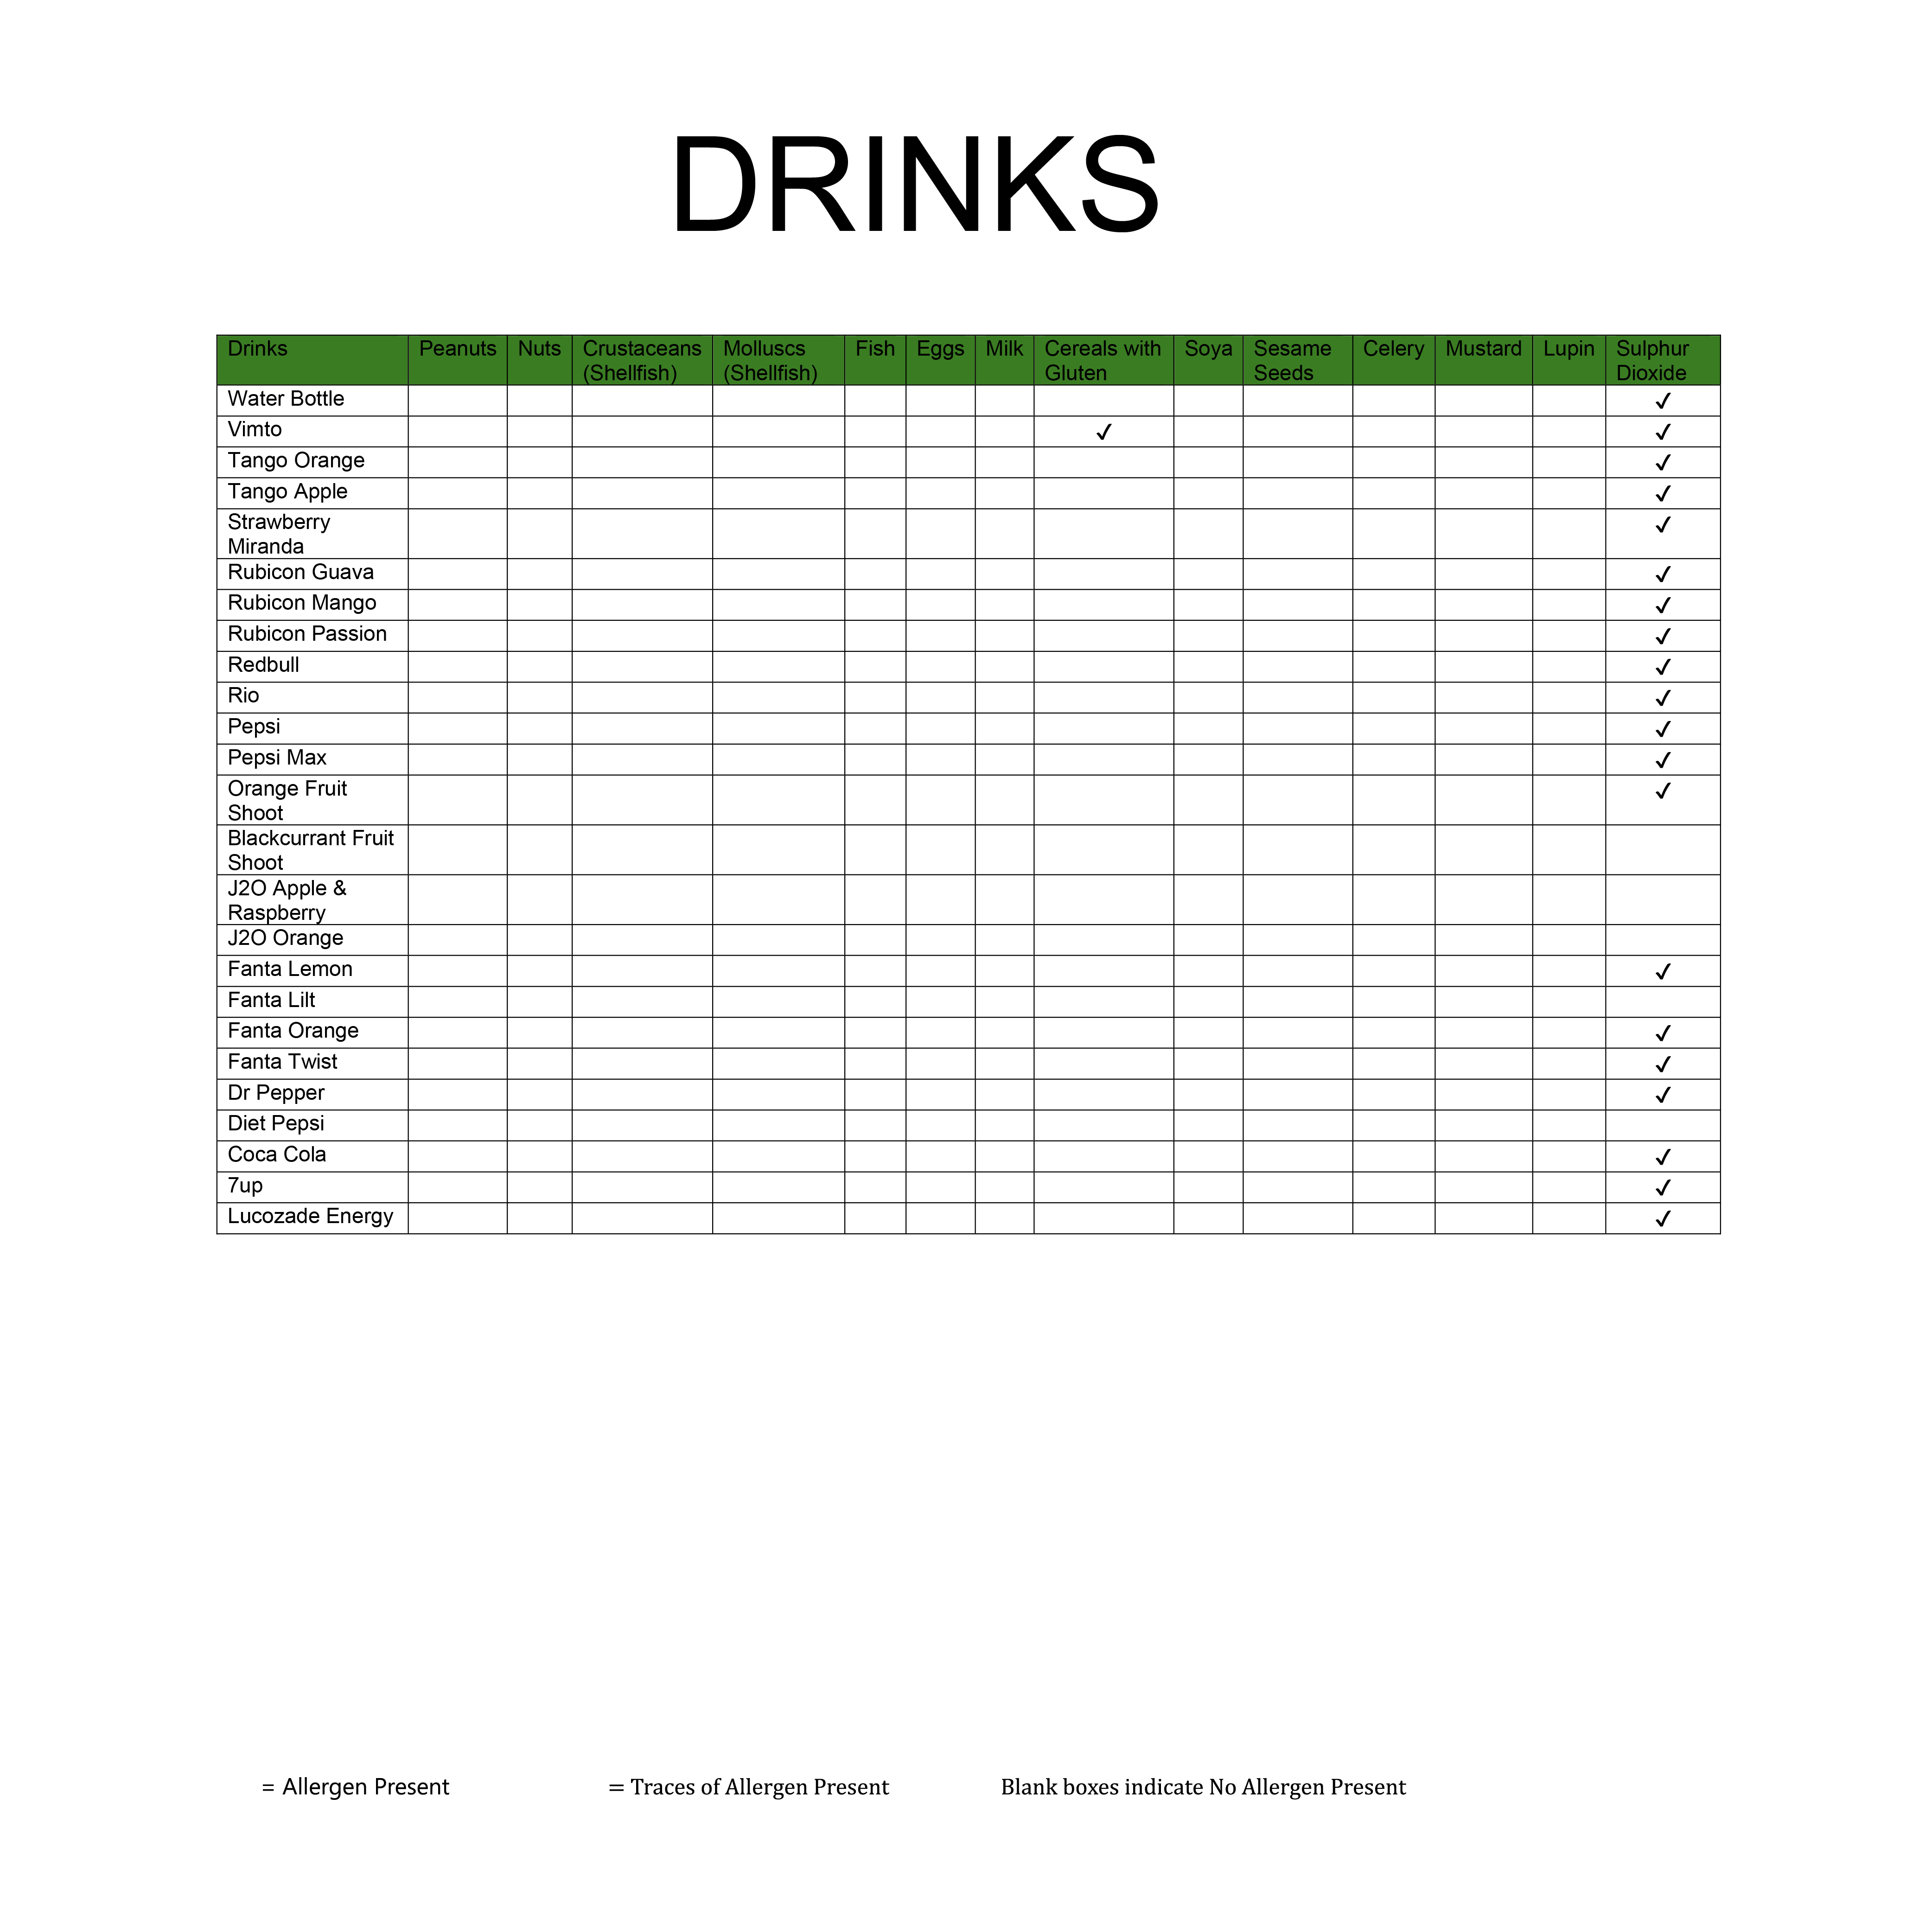 DRINKS
Drinks Peanuts Nuts Crustaceans (Shellfish) Molluscs (Shellfish) Fish Eggs Milk Cereals with Gluten Soya Sesame Seeds Celery Mustard Lupin Sulphur Dioxide
Water Bottle ✓
Vimto ✓ ✓
Tango Orange ✓
Tango Apple ✓
Strawberry Miranda ✓
Rubicon Guava ✓
Rubicon Mango ✓
Rubicon Passion ✓
Redbull ✓
Rio ✓
Pepsi ✓
Pepsi Max ✓
Orange Fruit Shoot ✓
Blackcurrant Fruit Shoot
J2O Apple & Raspberry
J2O Orange
Fanta Lemon ✓
Fanta Lilt
Fanta Orange ✓
Fanta Twist ✓
Dr Pepper ✓
Diet Pepsi
Coca Cola ✓
7up ✓
Lucozade Energy ✓
= Allergen Present = Traces of Allergen Present Blank boxes indicate No Allergen Present